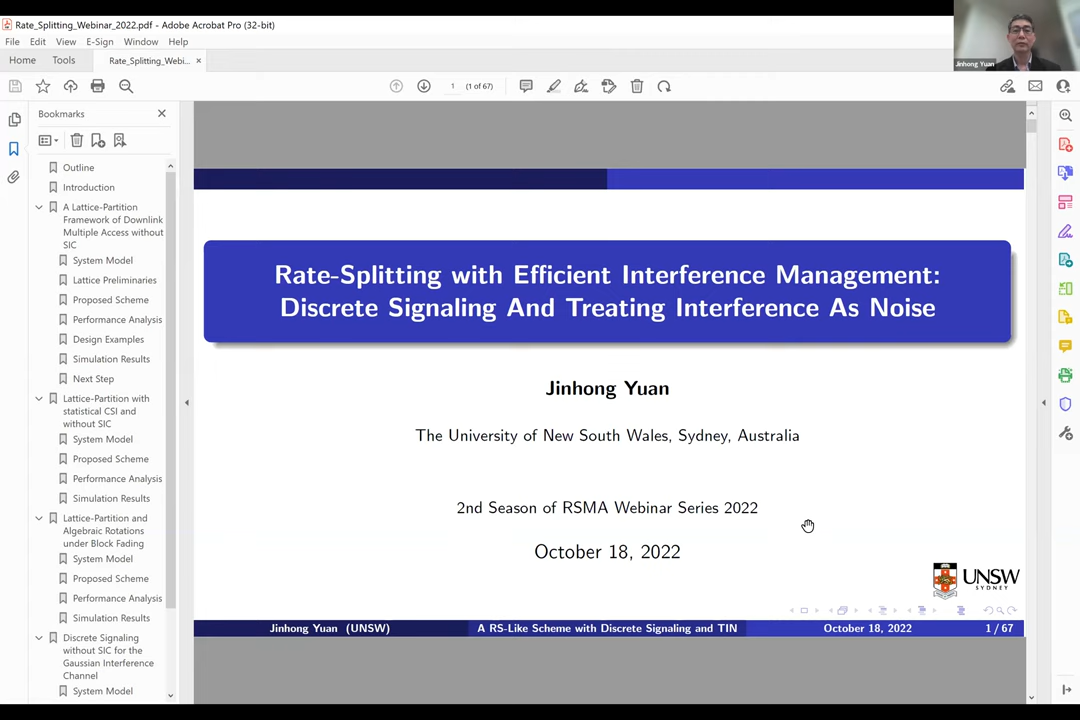 Rate_Splitting_Webinar_2022.pdf - Adobe Acrobat Pro (32-bit)
File Edit View E-Sign Window Help
Home Tools Rate_Splitting_Webi... ×
1 (1 of 67)
Jinhong Yuan
Bookmarks
Outline
Introduction
A Lattice-Partition
Framework of Downlink
Multiple Access without
SIC
System Model
Lattice Preliminaries
Proposed Scheme
Performance Analysis
Design Examples
Simulation Results
Next Step
Lattice-Partition with
statistical CSI and
without SIC
System Model
Proposed Scheme
Performance Analysis
Simulation Results
Lattice-Partition and
Algebraic Rotations
under Block Fading
System Model
Proposed Scheme
Performance Analysis
Simulation Results
Discrete Signaling
without SIC for the
Gaussian Interference
Channel
System Model
Rate-Splitting with Efficient Interference Management:
Discrete Signaling And Treating Interference As Noise
Jinhong Yuan
The University of New South Wales, Sydney, Australia
2nd Season of RSMA Webinar Series 2022
October 18, 2022
UNSW
SYDNEY
Jinhong Yuan (UNSW) A RS-Like Scheme with Discrete Signaling and TIN October 18, 2022 1 / 67